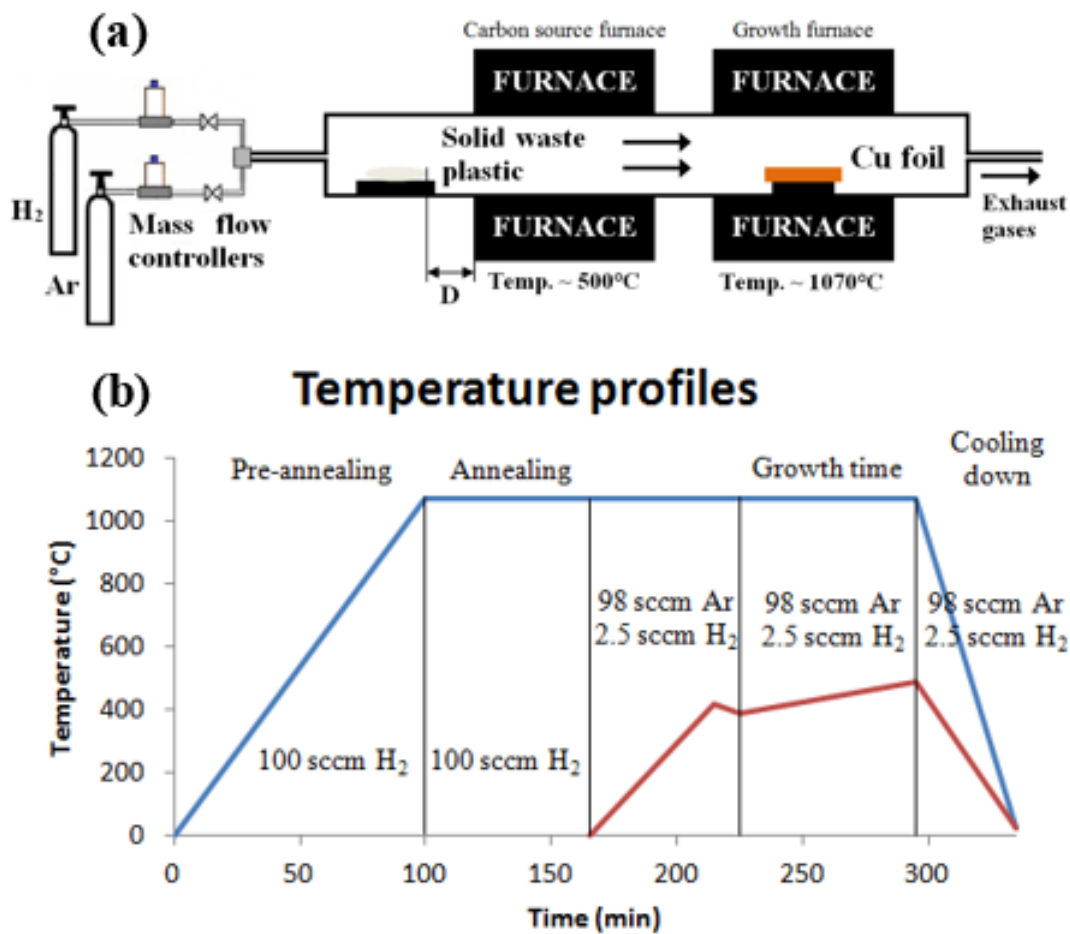 (a)
Carbon source furnace
Growth furnace
FURNACE
FURNACE
Solid waste
plastic
Cu foil
H₂
Ar
Mass flow
controllers
FURNACE
FURNACE
Exhaust
gases
D
Temp. ~ 500°C
Temp. ~ 1070°C
(b)
Temperature profiles
Pre-annealing
Annealing
Growth time
Cooling
down
98 sccm Ar
2.5 sccm H₂
98 sccm Ar
2.5 sccm H₂
98 sccm Ar
2.5 sccm H₂
100 sccm H₂
100 sccm H₂
Temperature (°C)
1200
1000
800
600
400
200
0
0
50
100
150
200
250
300
Time (min)